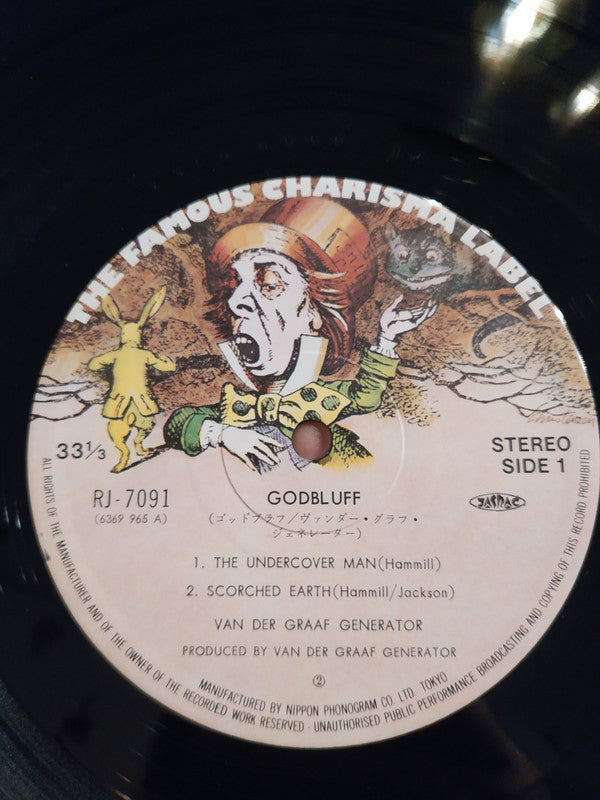 THE FAMOUS CHARISMA LABEL
33 1/3
STEREO
SIDE 1
RJ-7091
(6369 965 A)
GODBLUFF
JASRAC
(ゴッドブラフ/ヴァンダー・グラフ・
ジェネレーター)
1. THE UNDERCOVER MAN(Hammill)
2. SCORCHED EARTH(Hammill/Jackson)
VAN DER GRAAF GENERATOR
PRODUCED BY VAN DER GRAAF GENERATOR
②
MANUFACTURED BY NIPPON PHONOGRAM CO. LTD. TOKYO
ALL RIGHTS OF THE MANUFACTURER AND OF THE OWNER OF THE RECORDED WORK RESERVED · UNAUTHORISED PUBLIC PERFORMANCE BROADCASTING AND COPYING OF THIS RECORD PROHIBITED